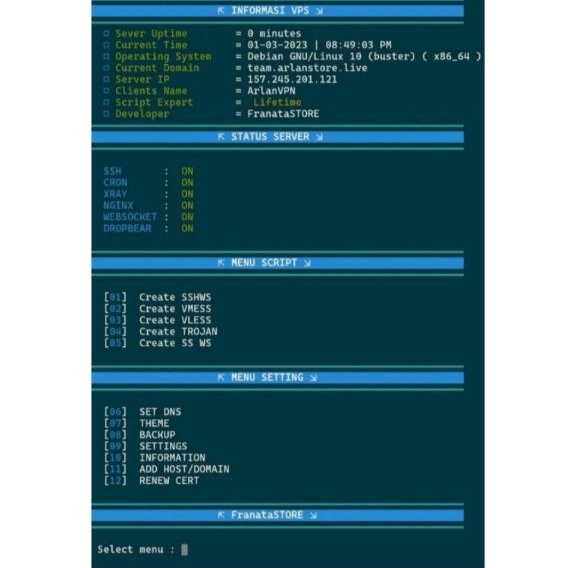 ⇱ INFORMASI VPS ⇲
□ Sever Uptime = 0 minutes
□ Current Time = 01-03-2023 | 08:49:03 PM
□ Operating System = Debian GNU/Linux 10 (buster) ( x86_64 )
□ Current Domain = team.arlanstore.live
□ Server IP = 157.245.201.121
□ Clients Name = ArlanVPN
□ Script Expert = Lifetime
□ Developer = FranataSTORE
⇱ STATUS SERVER ⇲
SSH : ON
CRON : ON
XRAY : ON
NGINX : ON
WEBSOCKET : ON
DROPBEAR : ON
⇱ MENU SCRIPT ⇲
[01] Create SSHWS
[02] Create VMESS
[03] Create VLESS
[04] Create TROJAN
[05] Create SS WS
⇱ MENU SETTING ⇲
[06] SET DNS
[07] THEME
[08] BACKUP
[09] SETTINGS
[10] INFORMATION
[11] ADD HOST/DOMAIN
[12] RENEW CERT
⇱ FranataSTORE ⇲
Select menu :